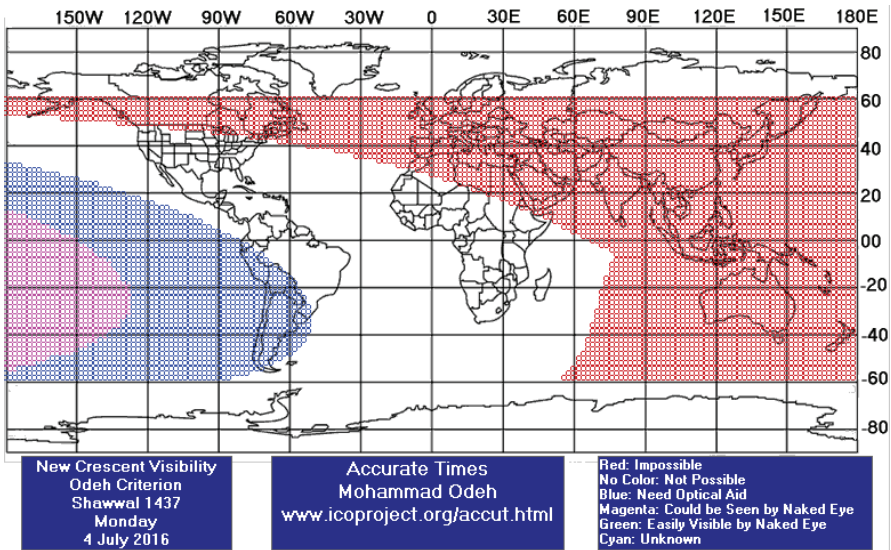 150W 120W 90W 60W 30W 0 30E 60E 90E 120E 150E 180E
80
60
40
20
00
-20
-40
-60
-80
New Crescent Visibility
Odeh Criterion
Shawwal 1437
Monday
4 July 2016
Accurate Times
Mohammad Odeh
www.icoproject.org/accut.html
Red: Impossible
No Color: Not Possible
Blue: Need Optical Aid
Magenta: Could be Seen by Naked Eye
Green: Easily Visible by Naked Eye
Cyan: Unknown